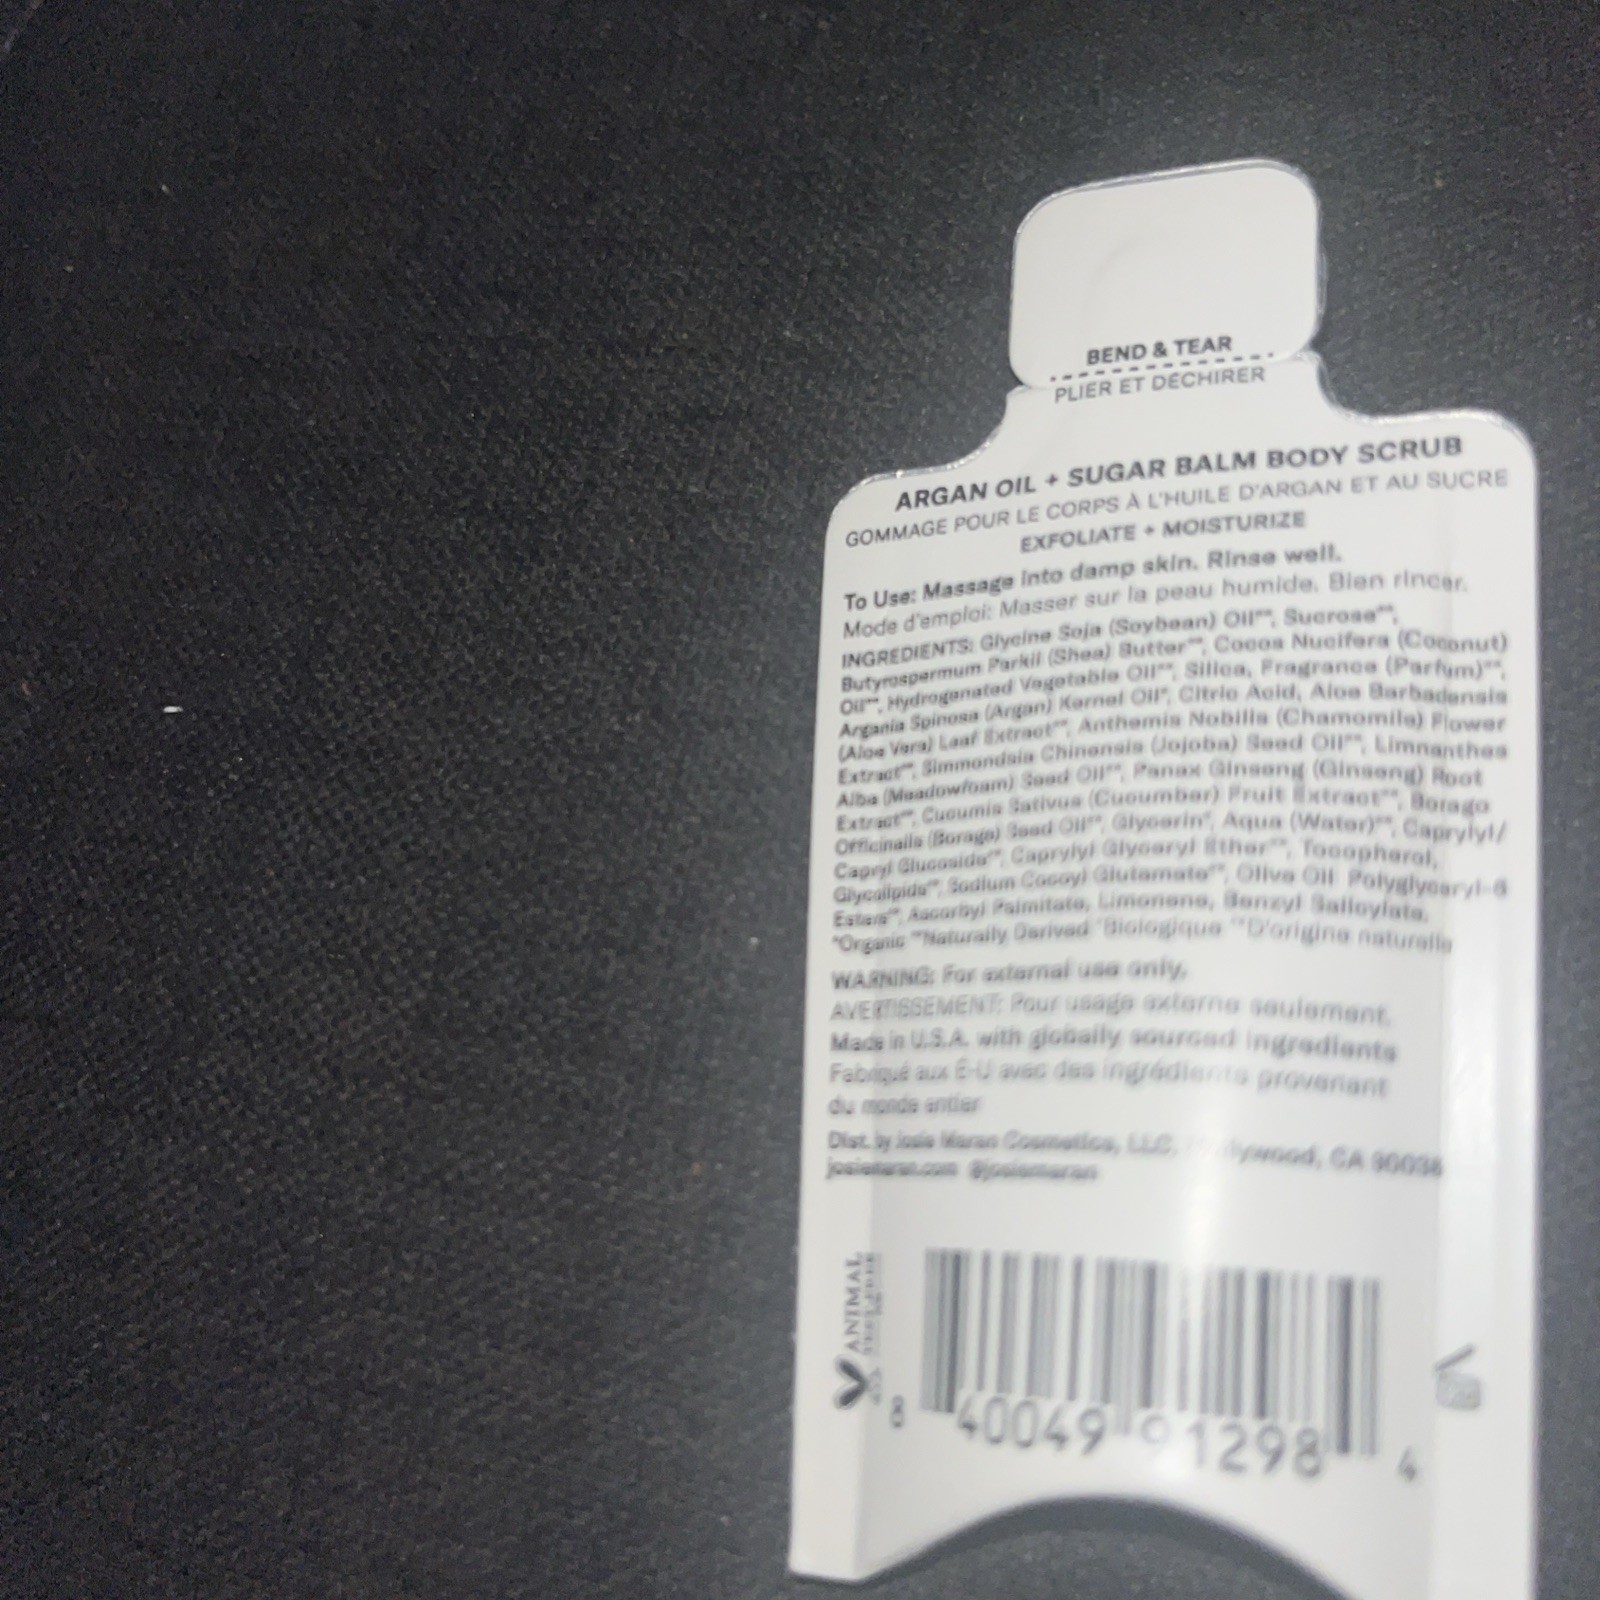 BEND & TEAR
PLIER ET DÉCHIRER
ARGAN OIL + SUGAR BALM BODY SCRUB
GOMMAGE POUR LE CORPS À L'HUILE D'ARGAN ET AU SUCRE
EXFOLIATE + MOISTURIZE
To Use: Massage into damp skin. Rinse well.
Mode d'emploi: Masser sur la peau humide. Bien rincer.
INGREDIENTS: Glycine Soja (Soybean) Oil**, Sucrose**,
Butyrospermum Parkii (Shea) Butter**, Cocos Nucifera (Coconut)
Oil**, Hydrogenated Vegetable Oil**, Silica, Fragrance (Parfum)**,
Argania Spinosa (Argan) Kernel Oil*, Citric Acid, Aloe Barbadensis
(Aloe Vera) Leaf Extract**, Anthemis Nobilis (Chamomile) Flower
Extract**, Simmondsia Chinensis (Jojoba) Seed Oil**, Limnanthes
Alba (Meadowfoam) Seed Oil**, Panax Ginseng (Ginseng) Root
Extract**, Cucumis Sativus (Cucumber) Fruit Extract**, Borago
Officinalis (Borage) Seed Oil**, Glycerin*, Aqua (Water)**, Caprylyl/
Capryl Glucoside**, Caprylyl Glyceryl Ether**, Tocopherol,
Glycolipids**, Sodium Cocoyl Glutamate**, Olive Oil Polyglyceryl-6
Esters**, Ascorbyl Palmitate, Limonene, Benzyl Salicylate.
*Organic **Naturally Derived *Biologique **D'origine naturelle
WARNING: For external use only.
AVERTISSEMENT: Pour usage externe seulement.
Made in U.S.A. with globally sourced ingredients
Fabriqué aux É-U avec des ingrédients provenant
du monde entier
Dist. by Josie Maran Cosmetics, LLC, CA 90038
josiemaran.com @josiemaran
ANIMAL
8 40049 91298 4